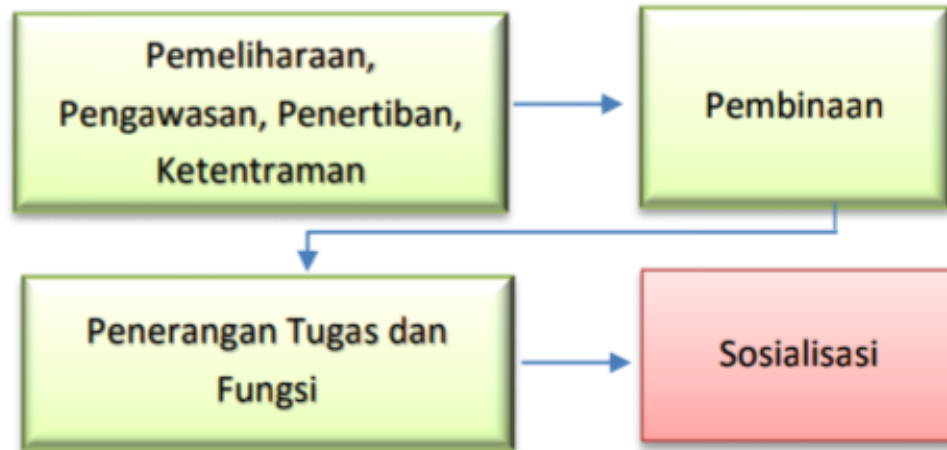 Pemeliharaan,
Pengawasan, Penertiban,
Ketentraman
Pembinaan
Penerangan Tugas dan
Fungsi
Sosialisasi